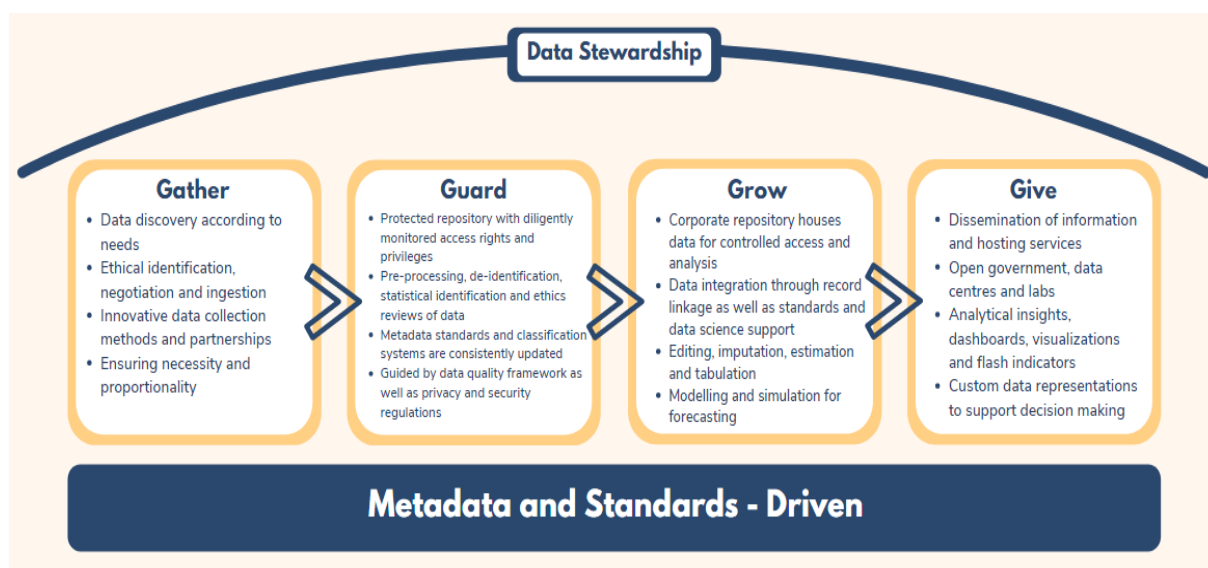 Data Stewardship
Gather
• Data discovery according to
needs
• Ethical identification,
negotiation and ingestion
• Innovative data collection
methods and partnerships
• Ensuring necessity and
proportionality
Guard
• Protected repository with diligently
monitored access rights and
privileges
• Pre-processing, de-identification,
statistical identification and ethics
reviews of data
• Metadata standards and classification
systems are consistently updated
• Guided by data quality framework as
well as privacy and security
regulations
Grow
• Corporate repository houses
data for controlled access and
analysis
• Data integration through record
linkage as well as standards and
data science support
• Editing, imputation, estimation
and tabulation
• Modelling and simulation for
forecasting
Give
• Dissemination of information
and hosting services
• Open government, data
centres and labs
• Analytical insights,
dashboards, visualizations
and flash indicators
• Custom data representations
to support decision making
Metadata and Standards - Driven